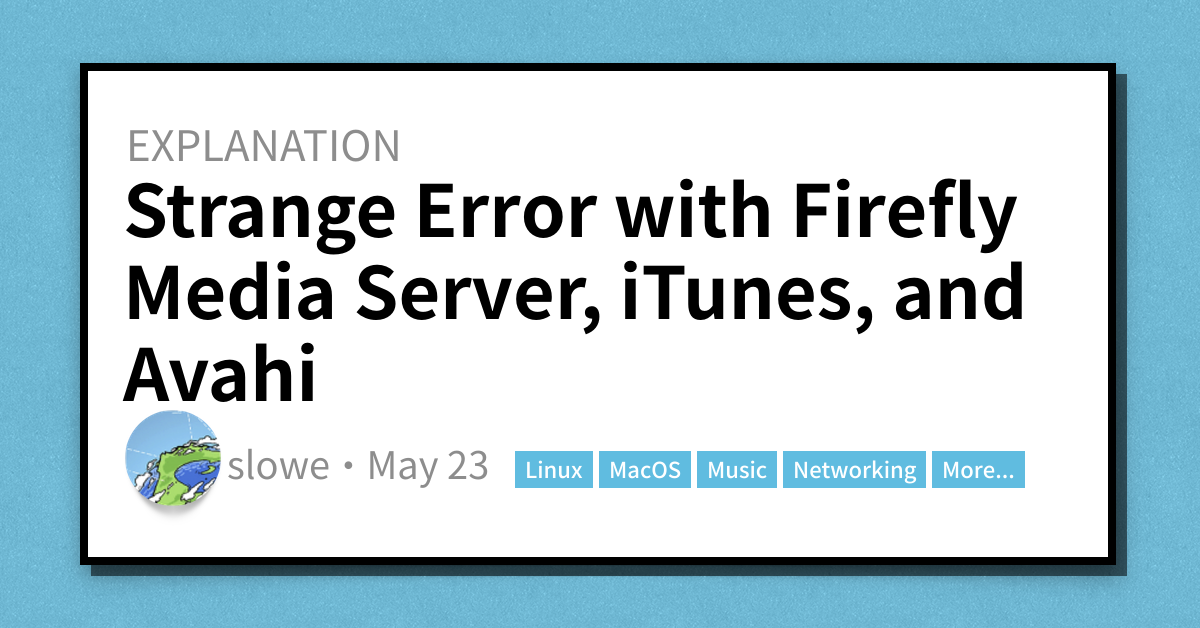 EXPLANATION
Strange Error with Firefly
Media Server, iTunes, and
Avahi
slowe • May 23 Linux MacOS Music Networking More...